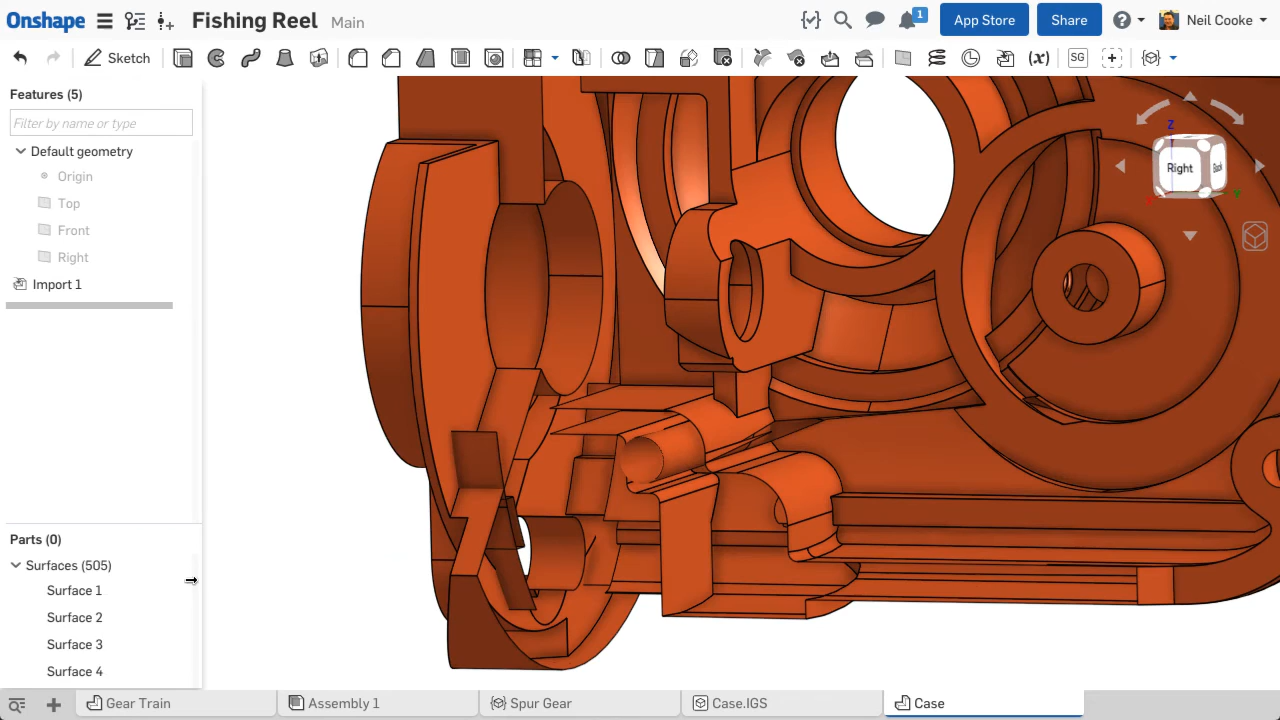 Onshape
Fishing Reel Main
1
App Store
Share
Neil Cooke
Sketch
(x)
SG
Features (5)
Filter by name or type
Default geometry
Origin
Top
Front
Right
Import 1
Z
Right
Back
Parts (0)
Surfaces (505)
Surface 1
Surface 2
Surface 3
Surface 4
Gear Train
Assembly 1
Spur Gear
Case.IGS
Case